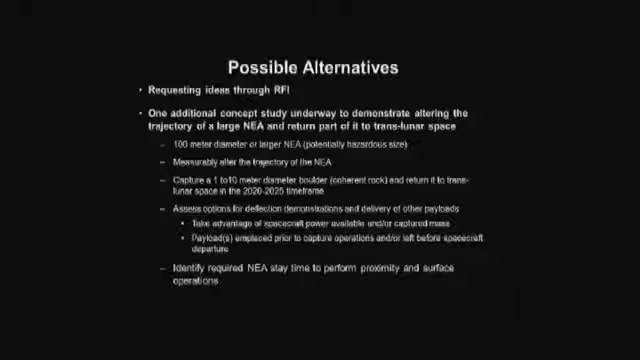 Possible Alternatives
• Requesting ideas through RFI
• One additional concept study underway to demonstrate altering the
trajectory of a large NEA and return part of it to trans-lunar space
– 100 meter diameter or larger NEA (potentially hazardous size)
– Measurably alter the trajectory of the NEA
– Capture a 1 to10 meter diameter boulder (coherent rock) and return it to trans-
lunar space in the 2020-2025 timeframe
– Assess options for deflection demonstrations and delivery of other payloads
• Take advantage of spacecraft power available and/or captured mass
• Payload(s) emplaced prior to capture operations and/or left before spacecraft
departure
– Identify required NEA stay time to perform proximity and surface
operations